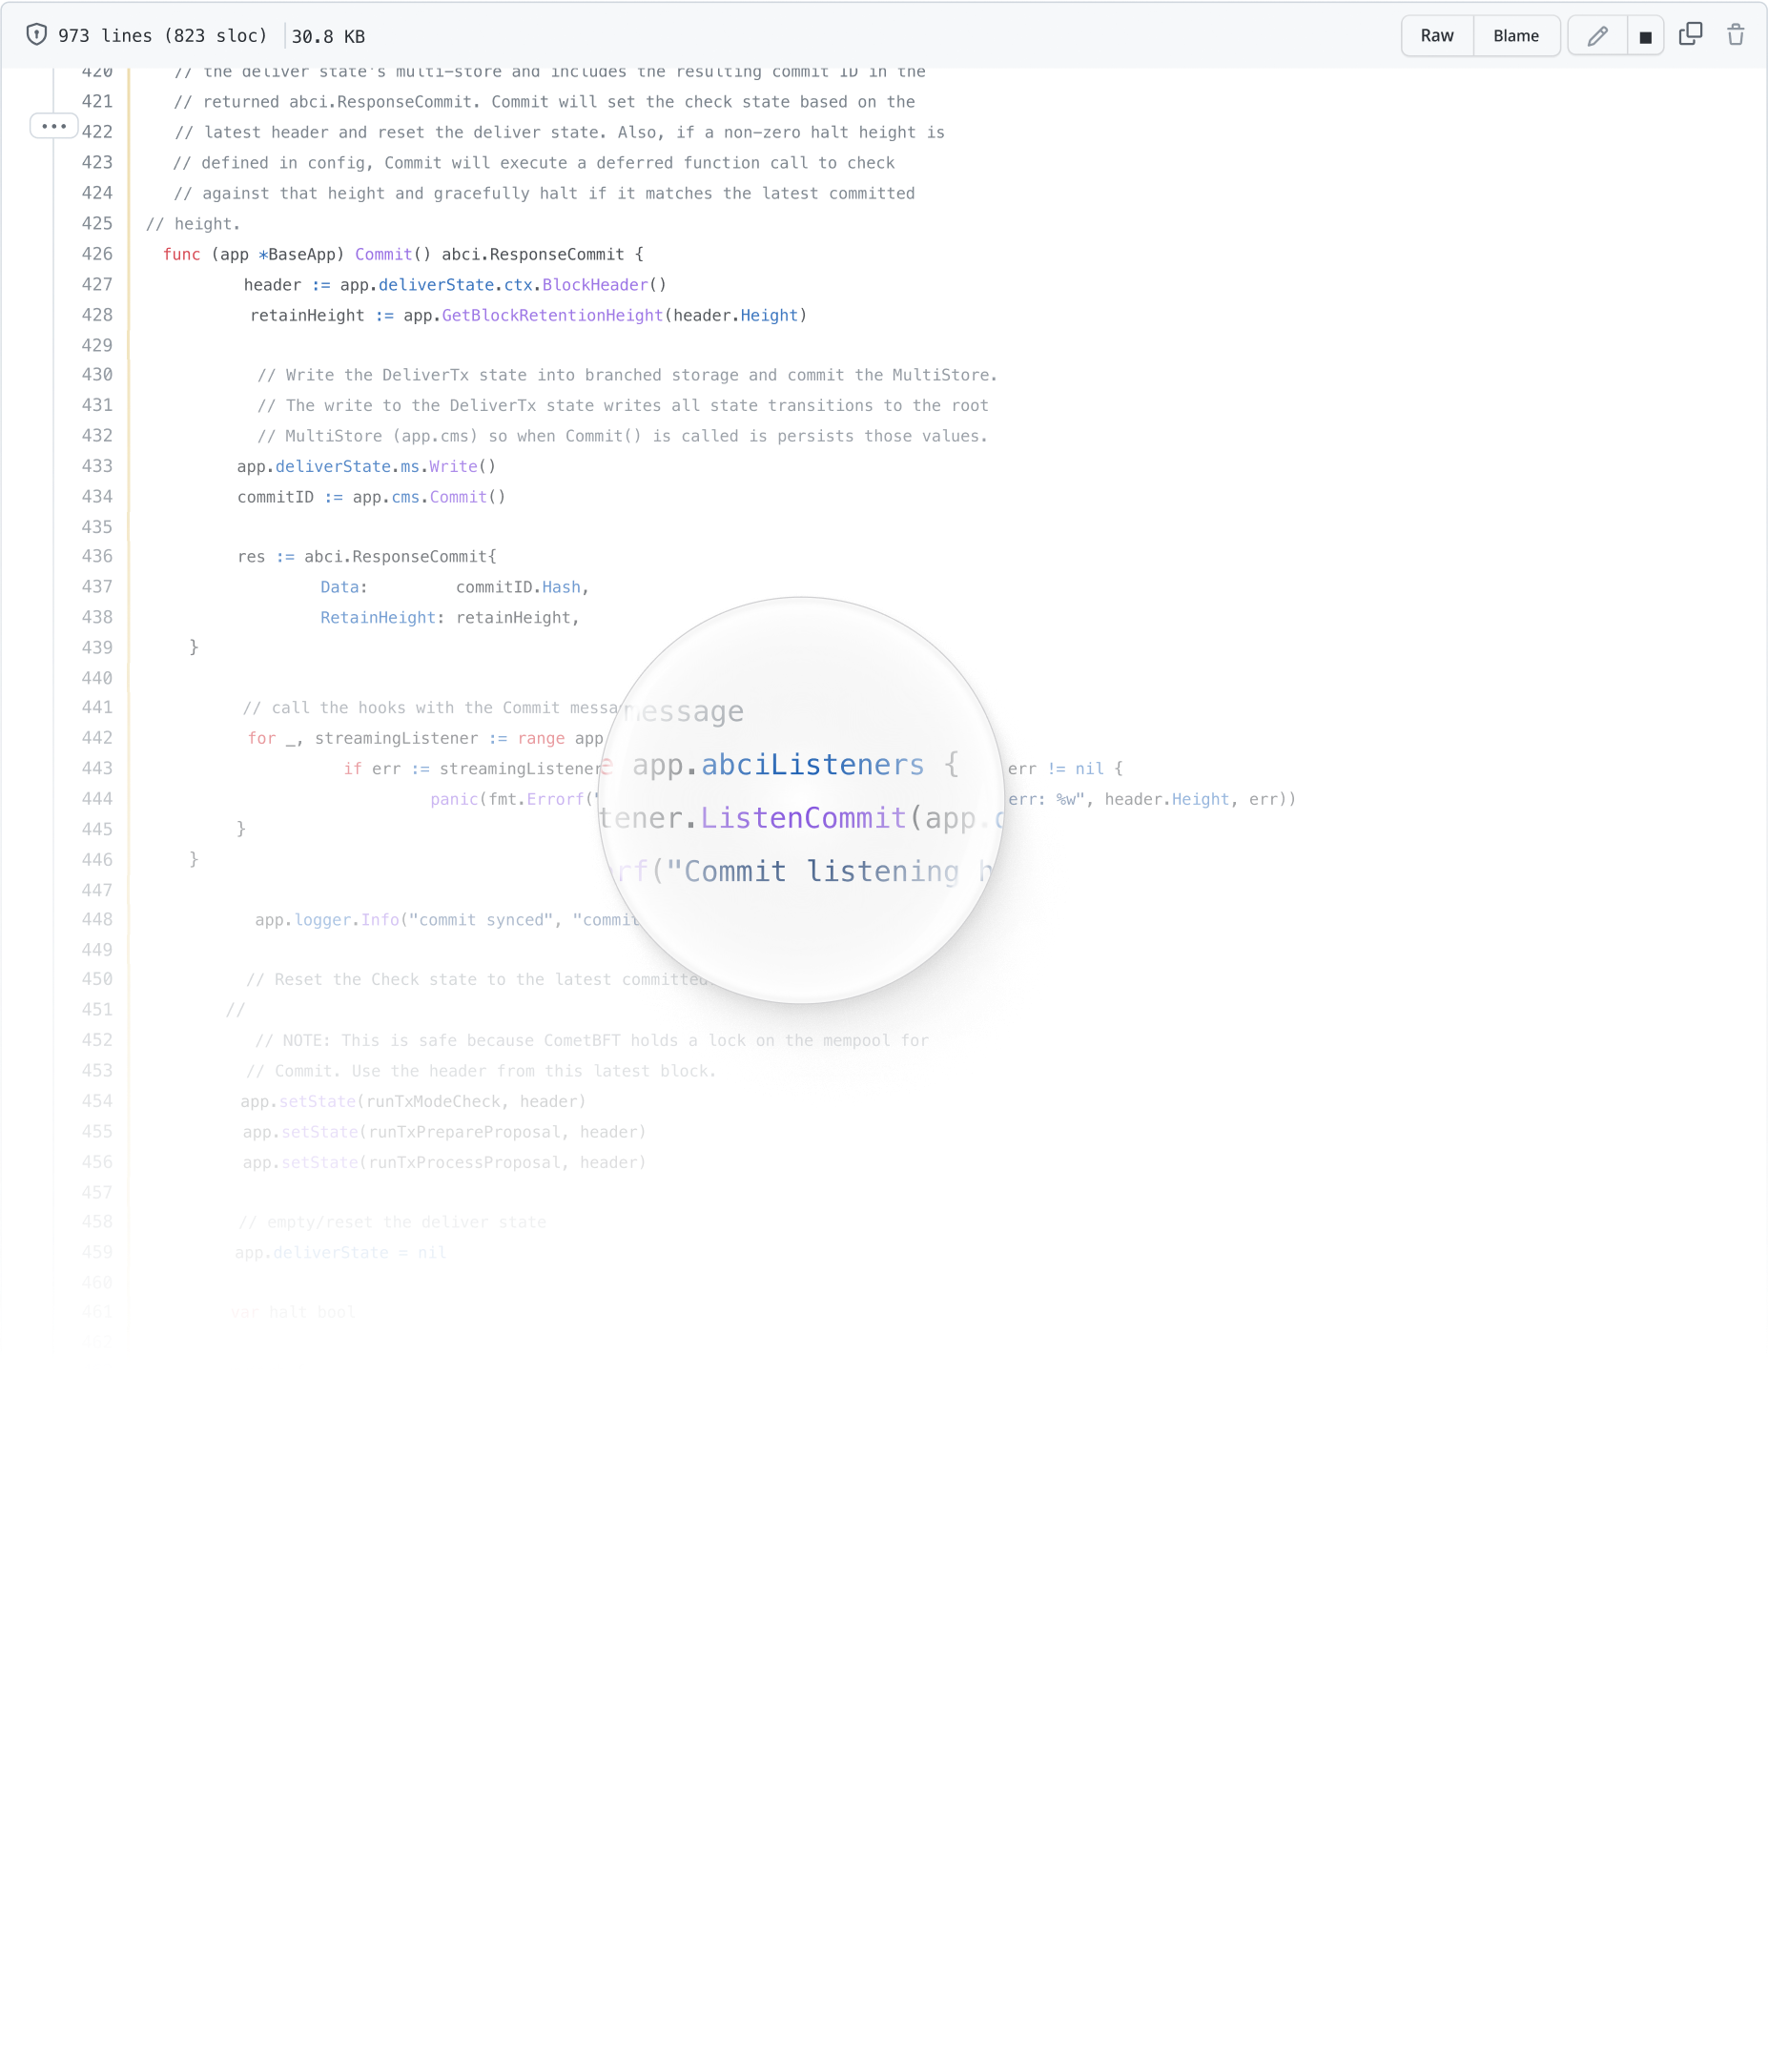 973 lines (823 sloc) 30.8 KB Raw Blame
420 // the deliver state's multi-store and includes the resulting commit ID in the
421 // returned abci.ResponseCommit. Commit will set the check state based on the
422 // latest header and reset the deliver state. Also, if a non-zero halt height is
423 // defined in config, Commit will execute a deferred function call to check
424 // against that height and gracefully halt if it matches the latest committed
425 // height.
426 func (app *BaseApp) Commit() abci.ResponseCommit {
427 header := app.deliverState.ctx.BlockHeader()
428 retainHeight := app.GetBlockRetentionHeight(header.Height)
429
430 // Write the DeliverTx state into branched storage and commit the MultiStore.
431 // The write to the DeliverTx state writes all state transitions to the root
432 // MultiStore (app.cms) so when Commit() is called is persists those values.
433 app.deliverState.ms.Write()
434 commitID := app.cms.Commit()
435
436 res := abci.ResponseCommit{
437 Data: commitID.Hash,
438 RetainHeight: retainHeight,
439 }
440
441 // call the hooks with the Commit messa
message
442 for _, streamingListener := range app
e app.abciListeners {
443 if err := streamingListener err != nil {
tener.ListenCommit(app.
444 panic(fmt.Errorf(" err: %w", header.Height, err))
rf("Commit listening h
445 }
446 }
447
448 app.logger.Info("commit synced", "commit
449
450 // Reset the Check state to the latest committed
451 //
452 // NOTE: This is safe because CometBFT holds a lock on the mempool for
453 // Commit. Use the header from this latest block.
454 app.setState(runTxModeCheck, header)
455 app.setState(runTxPrepareProposal, header)
456 app.setState(runTxProcessProposal, header)
457
458 // empty/reset the deliver state
459 app.deliverState = nil
460
461 var halt bool
462